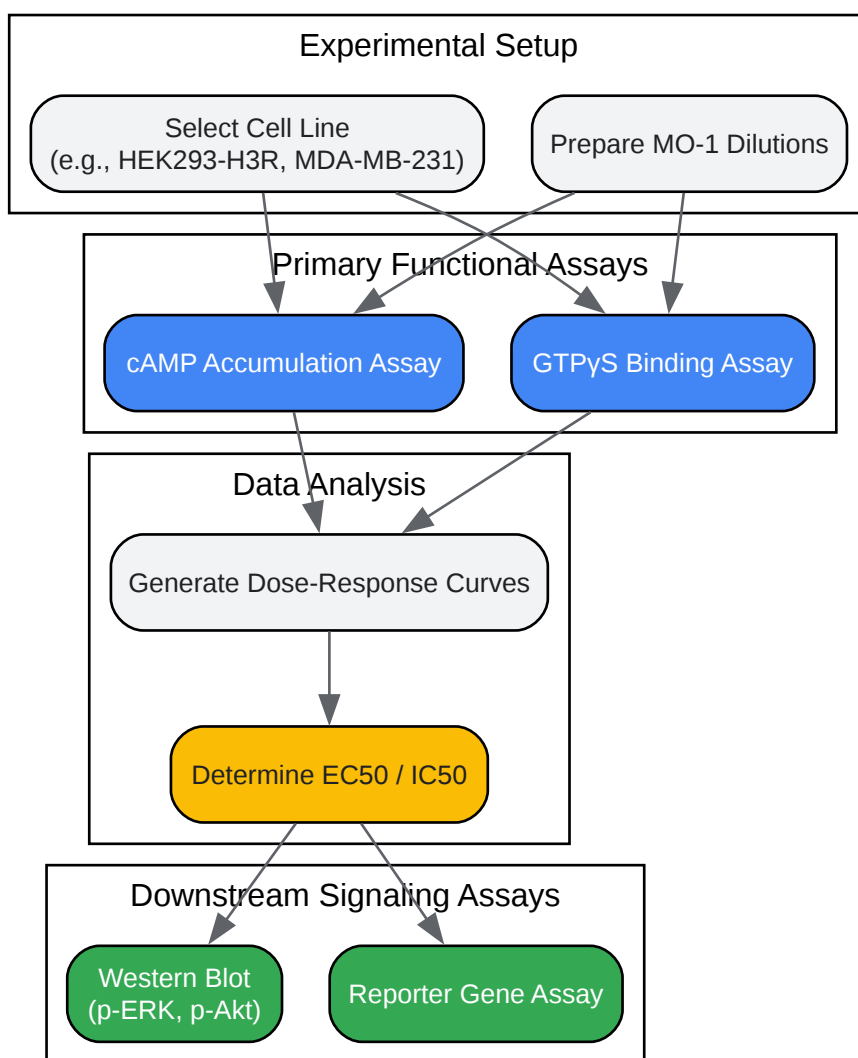 Experimental Setup
Select Cell Line
(e.g., HEK293-H3R, MDA-MB-231)
Prepare MO-1 Dilutions
Primary Functional Assays
cAMP Accumulation Assay
GTPγS Binding Assay
Data Analysis
Generate Dose-Response Curves
Determine EC50 / IC50
Downstream Signaling Assays
Western Blot
(p-ERK, p-Akt)
Reporter Gene Assay